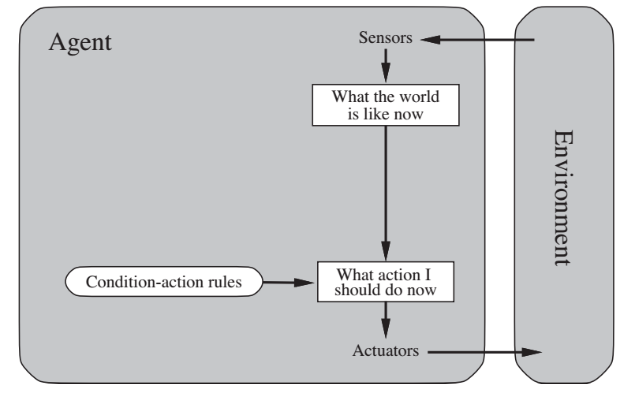 Agent
Sensors
What the world
is like now
Environment
Condition-action rules
What action I
should do now
Actuators